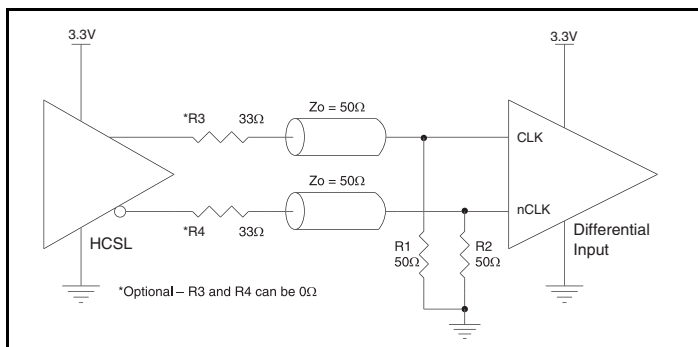 3.3V
3.3V
*R3
33Ω
Zo = 50Ω
CLK
Zo = 50Ω
nCLK
HCSL
*R4
33Ω
R1
50Ω
R2
50Ω
Differential
Input
*Optional – R3 and R4 can be 0Ω